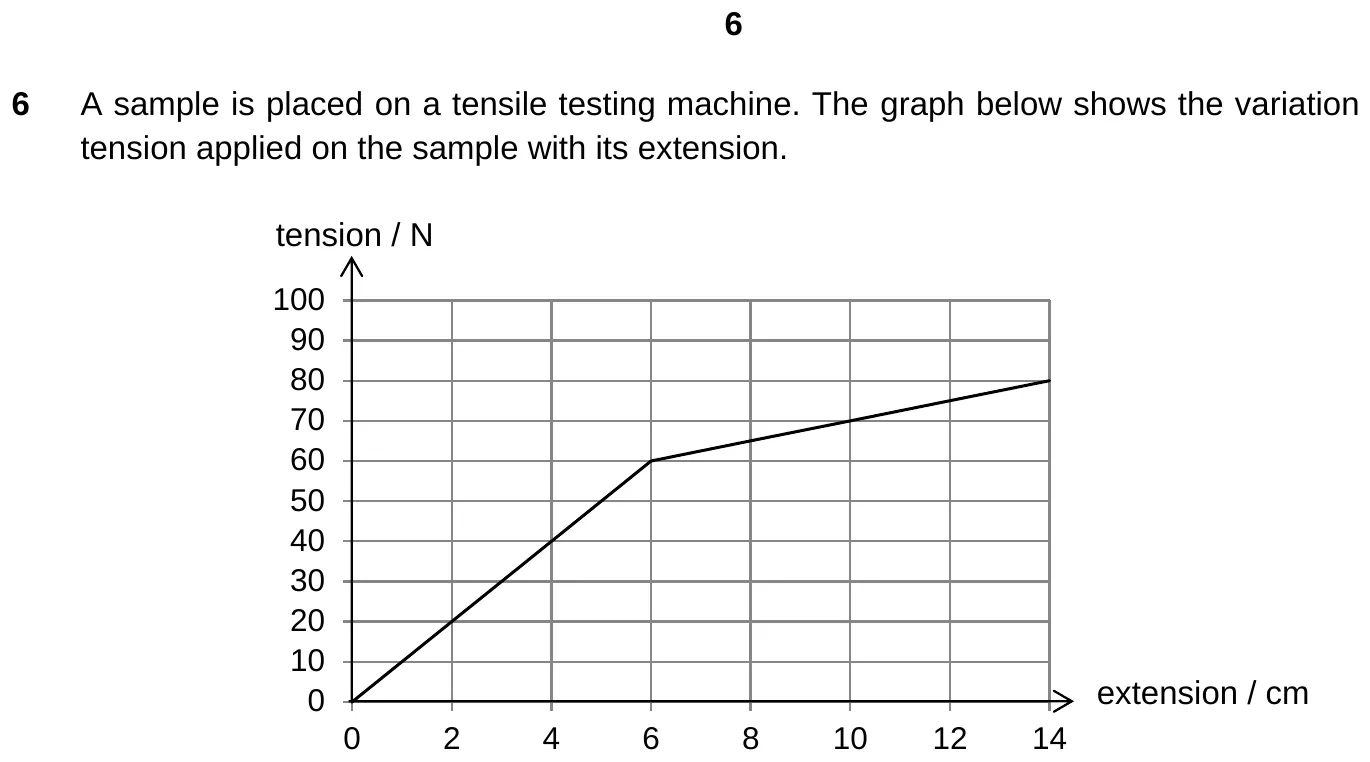 6
6 A sample is placed on a tensile testing machine. The graph below shows the variation
tension applied on the sample with its extension.
tension / N
100
90
80
70
60
50
40
30
20
10
0
extension / cm
0 2 4 6 8 10 12 14